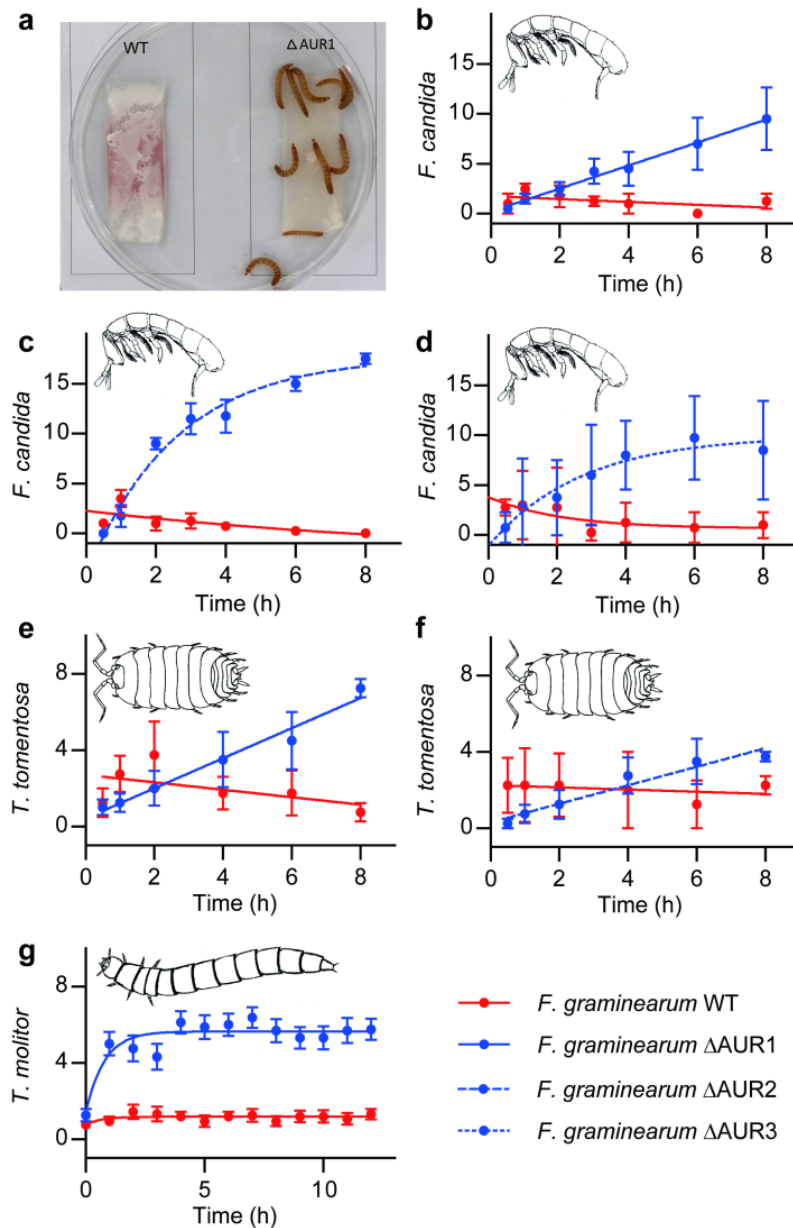 a
WT
ΔAUR1
b
F. candida
15
10
5
0
0
2
4
6
8
Time (h)
c
F. candida
15
10
5
0
0
2
4
6
8
Time (h)
d
F. candida
15
10
5
0
0
2
4
6
8
Time (h)
e
T. tomentosa
8
4
0
0
2
4
6
8
Time (h)
f
T. tomentosa
8
4
0
0
2
4
6
8
Time (h)
g
T. molitor
8
4
0
0
5
10
Time (h)
F. graminearum WT
F. graminearum ΔAUR1
F. graminearum ΔAUR2
F. graminearum ΔAUR3